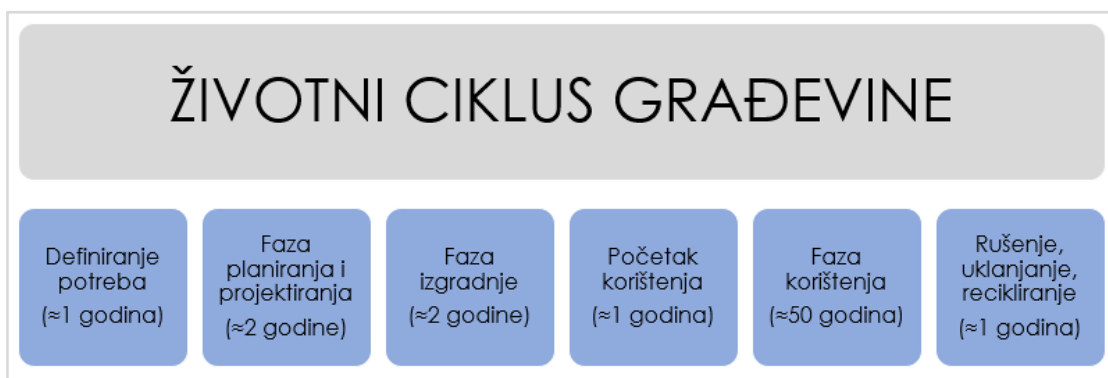 ŽIVOTNI CIKLUS GRAĐEVINE
Definiranje
potreba
(≈1 godina)
Faza
planiranja i
projektiranja
(≈2 godine)
Faza
izgradnje
(≈2 godine)
Početak
korištenja
(≈1 godina)
Faza
korištenja
(≈50 godina)
Rušenje,
uklanjanje,
recikliranje
(≈1 godina)